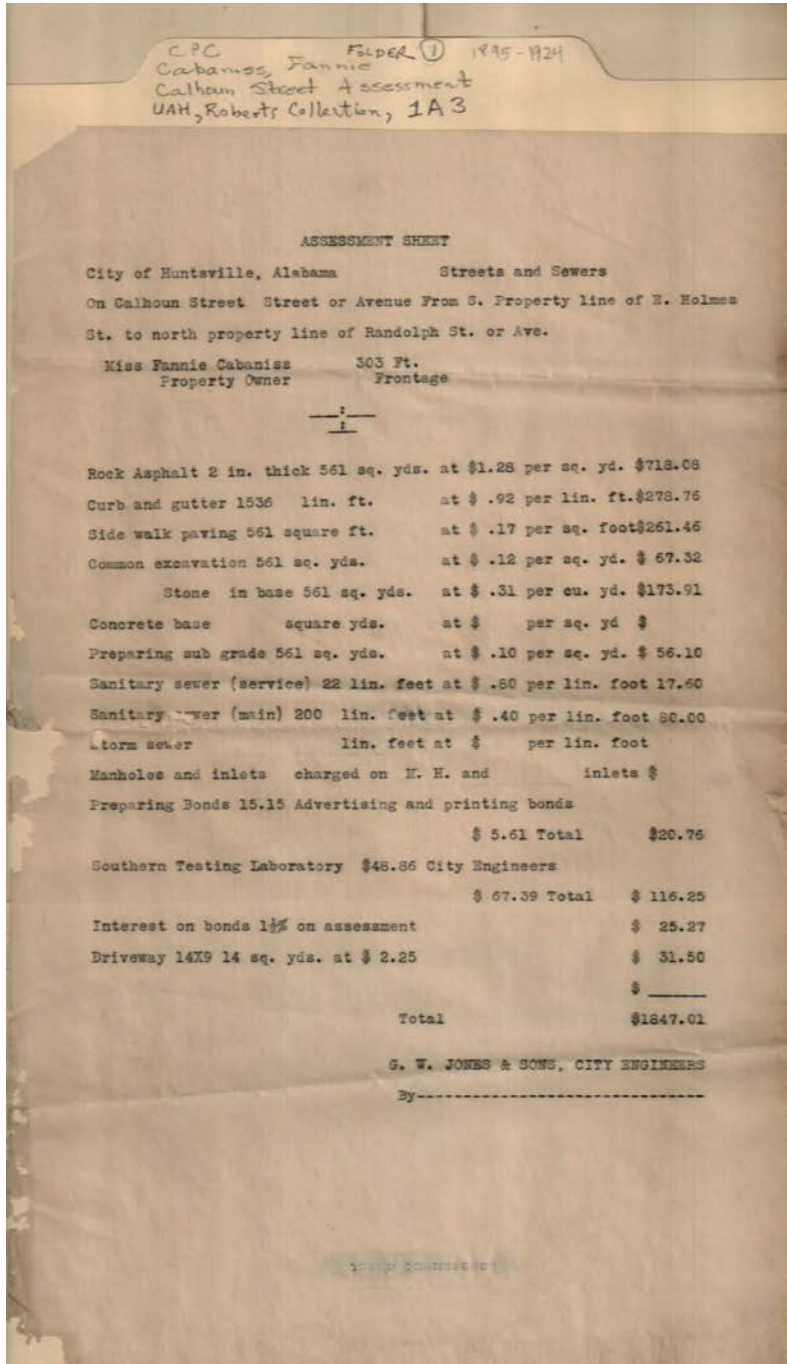 CPC FOLDER 1 1895-1924
Cabaniss, Fannie
Calhoun Street Assessment
UAH, Roberts Collection, 1A3
ASSESSMENT SHEET
City of Huntsville, Alabama Streets and Sewers
On Calhoun Street Street or Avenue From S. Property line of E. Holmes
St. to north property line of Randolph St. or Ave.
Miss Fannie Cabaniss 303 Ft.
Property Owner Frontage
Rock Asphalt 2 in. thick 561 sq. yds. at $1.28 per sq. yd. $718.08
Curb and gutter 1536 lin. ft. at $ .92 per lin. ft.$278.76
Side walk paving 561 square ft. at $ .17 per sq. foot$261.46
Common excavation 561 sq. yds. at $ .12 per sq. yd. $ 67.32
Stone in base 561 sq. yds. at $ .31 per cu. yd. $173.91
Concrete base square yds. at $ per sq. yd $
Preparing sub grade 561 sq. yds. at $ .10 per sq. yd. $ 56.10
Sanitary sewer (service) 22 lin. feet at $ .80 per lin. foot 17.60
Sanitary sewer (main) 200 lin. feet at $ .40 per lin. foot 80.00
Storm sewer lin. feet at $ per lin. foot
Manholes and inlets charged on M. H. and inlets $
Preparing Bonds 15.15 Advertising and printing bonds
$ 5.61 Total $20.76
Southern Testing Laboratory $48.86 City Engineers
$ 67.39 Total $ 116.25
Interest on bonds 1½% on assessment $ 25.27
Driveway 14X9 14 sq. yds. at $ 2.25 $ 31.50
$ ______
Total $1847.01
G. W. JONES & SONS, CITY ENGINEERS
By--------------------------------